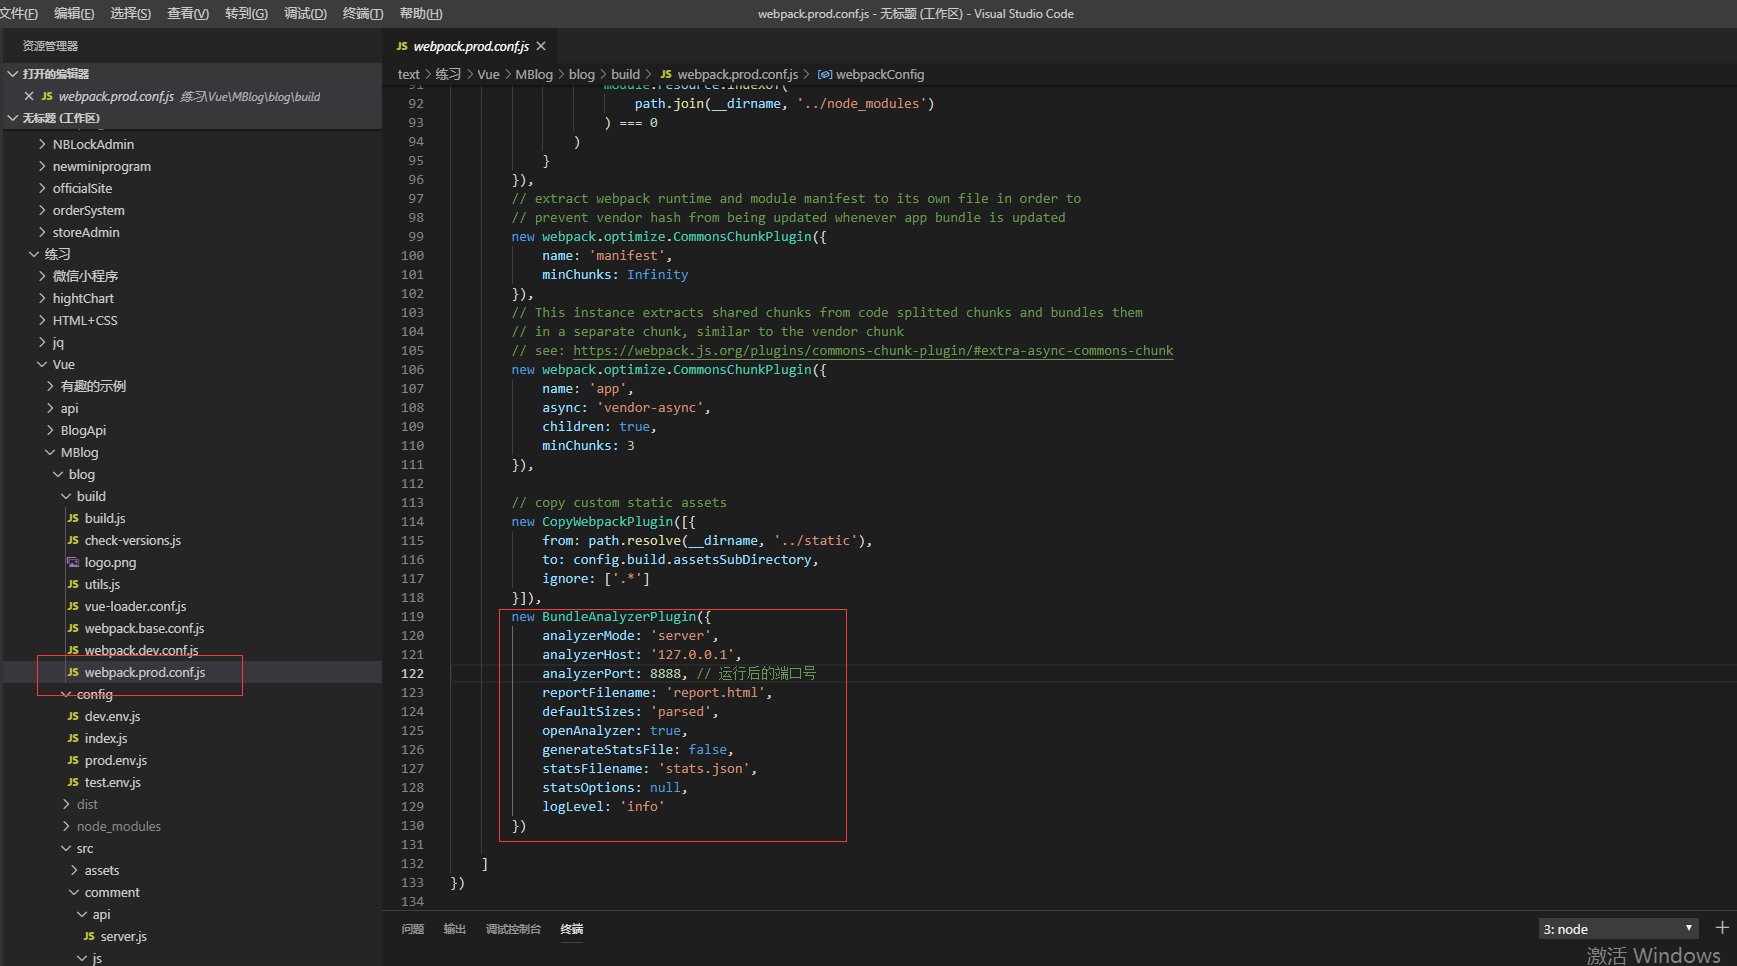 文件(F) 编辑(E) 选择(S) 查看(V) 转到(G) 调试(D) 终端(T) 帮助(H)
webpack.prod.conf.js - 无标题 (工作区) - Visual Studio Code
资源管理器
打开的编辑器
JS webpack.prod.conf.js 练习\Vue\MBlog\blog\build
无标题 (工作区)
NBLockAdmin
newminiprogram
officialSite
orderSystem
storeAdmin
练习
微信小程序
hightChart
HTML+CSS
jq
Vue
有趣的示例
api
BlogApi
MBlog
blog
build
JS build.js
JS check-versions.js
logo.png
JS utils.js
JS vue-loader.conf.js
JS webpack.base.conf.js
JS webpack.dev.conf.js
JS webpack.prod.conf.js
config
JS dev.env.js
JS index.js
JS prod.env.js
JS test.env.js
dist
node_modules
src
assets
comment
api
JS server.js
js
JS webpack.prod.conf.js
text > 练习 > Vue > MBlog > blog > build > JS webpack.prod.conf.js > webpackConfig
91 module.resource.indexOf(
92 path.join(__dirname, '../node_modules')
93 ) === 0
94 )
95 }
96 }),
97 // extract webpack runtime and module manifest to its own file in order to
98 // prevent vendor hash from being updated whenever app bundle is updated
99 new webpack.optimize.CommonsChunkPlugin({
100 name: 'manifest',
101 minChunks: Infinity
102 }),
103 // This instance extracts shared chunks from code splitted chunks and bundles them
104 // in a separate chunk, similar to the vendor chunk
105 // see: https://webpack.js.org/plugins/commons-chunk-plugin/#extra-async-commons-chunk
106 new webpack.optimize.CommonsChunkPlugin({
107 name: 'app',
108 async: 'vendor-async',
109 children: true,
110 minChunks: 3
111 }),
112
113 // copy custom static assets
114 new CopyWebpackPlugin([{
115 from: path.resolve(__dirname, '../static'),
116 to: config.build.assetsSubDirectory,
117 ignore: ['.*']
118 }]),
119 new BundleAnalyzerPlugin({
120 analyzerMode: 'server',
121 analyzerHost: '127.0.0.1',
122 analyzerPort: 8888, // 运行后的端口号
123 reportFilename: 'report.html',
124 defaultSizes: 'parsed',
125 openAnalyzer: true,
126 generateStatsFile: false,
127 statsFilename: 'stats.json',
128 statsOptions: null,
129 logLevel: 'info'
130 })
131
132 ]
133 })
134
问题 输出 调试控制台 终端
3: node
激活 Windows